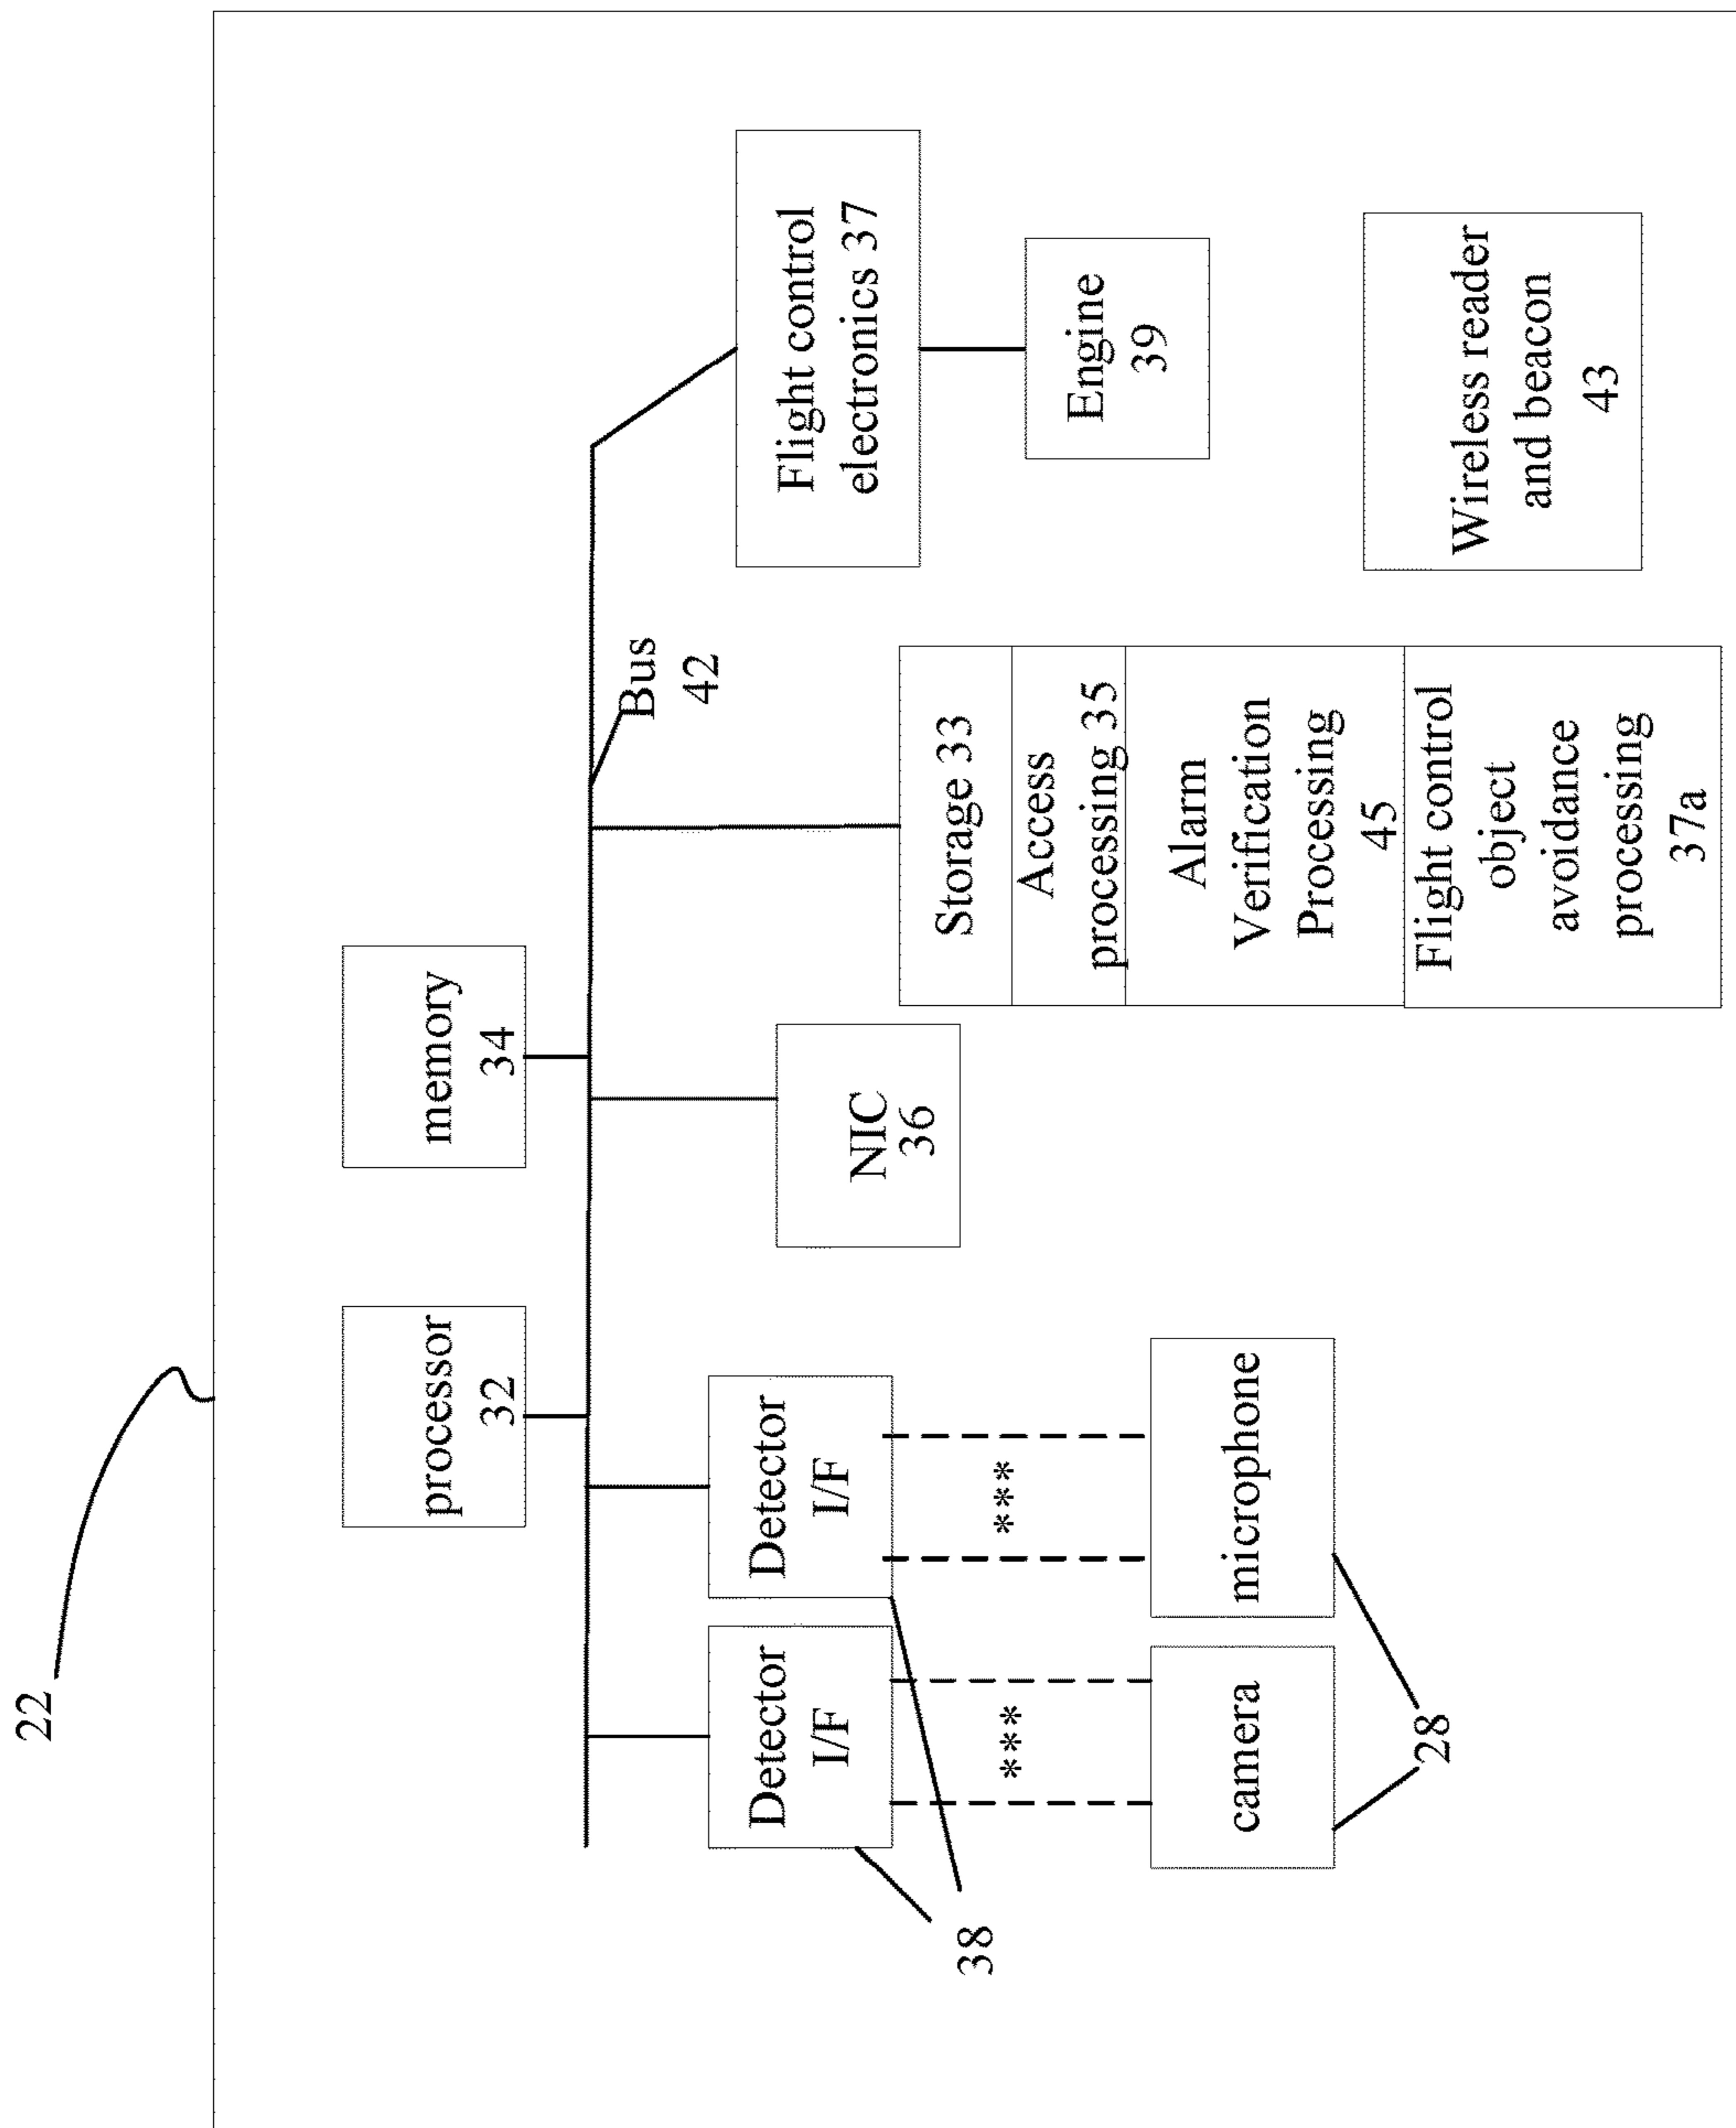 22
processor
32
memory
34
Bus
42
Detector
I/F
Detector
I/F
38
***
***
camera
microphone
28
NIC
36
Storage 33
Access
processing 35
Alarm
Verification
Processing
45
Flight control
object
avoidance
processing
37a
Flight control
electronics 37
Engine
39
Wireless reader
and beacon
43